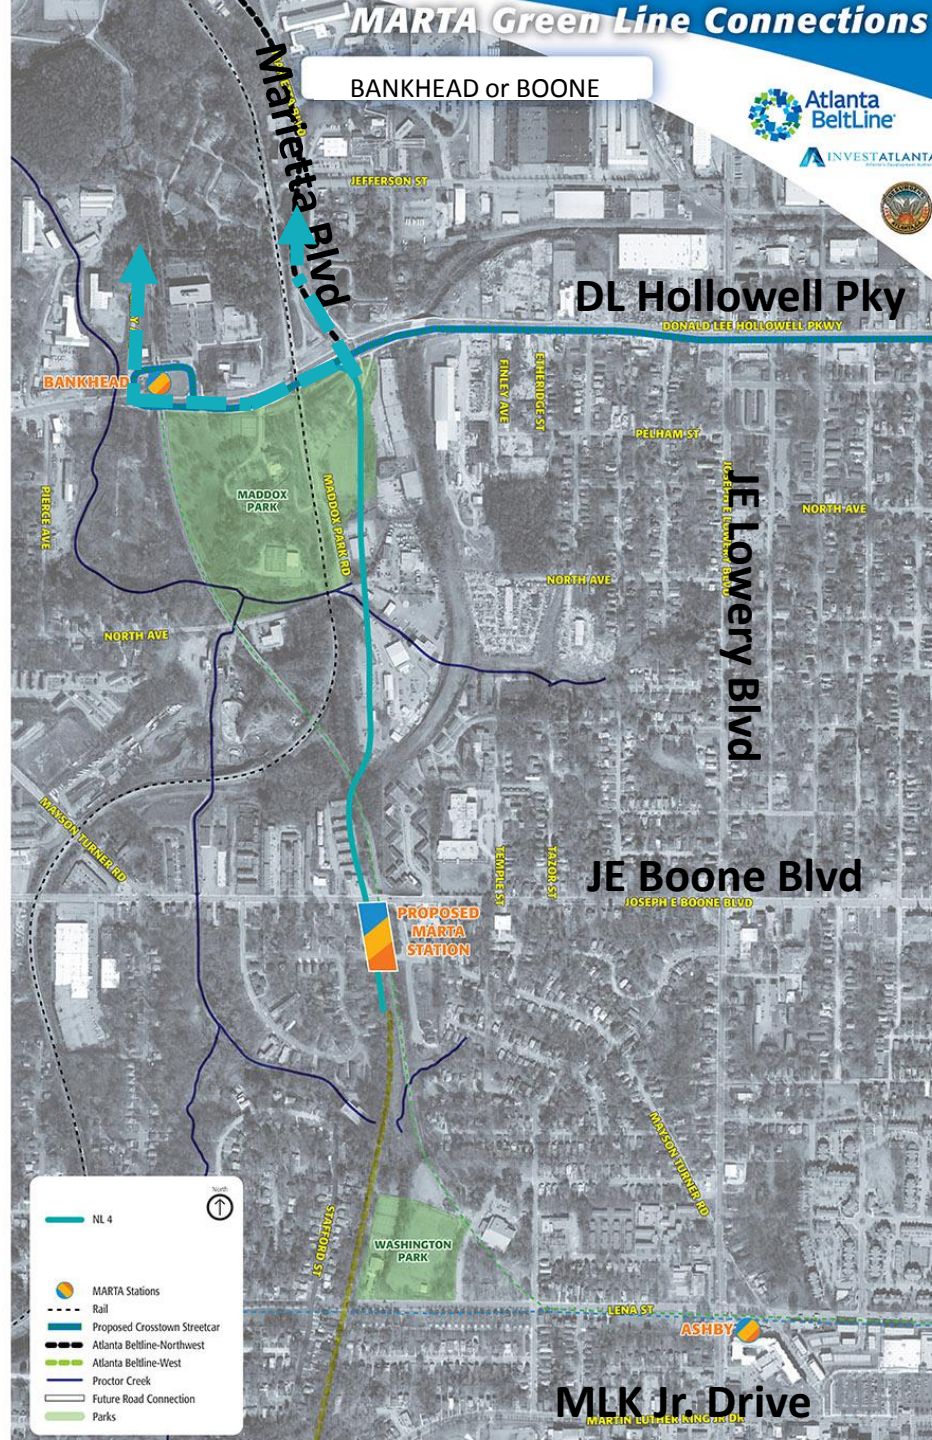 MARTA Green Line Connections
BANKHEAD or BOONE
Atlanta
BeltLine
INVEST ATLANTA
Marietta Blvd
JEFFERSON ST
DL Hollowell Pky
DONALD LEE HOLLOWELL PKWY
BANKHEAD
FINLEY AVE
ETHERIDGE ST
PELHAM ST
MADDOX
PARK
MADDOX PARK RD
PIERCE AVE
JE Lowery Blvd
NORTH AVE
NORTH AVE
NORTH AVE
MAYSON TURNER RD
TEMPLE ST
TAZOR ST
JE Boone Blvd
JOSEPH E BOONE BLVD
PROPOSED
MARTA
STATION
MAYSON TURNER RD
STAFFORD ST
WASHINGTON
PARK
LENA ST
ASHBY
MLK Jr. Drive
MARTIN LUTHER KING JR DR
North
NL 4
MARTA Stations
Rail
Proposed Crosstown Streetcar
Atlanta Beltline-Northwest
Atlanta Beltline-West
Proctor Creek
Future Road Connection
Parks